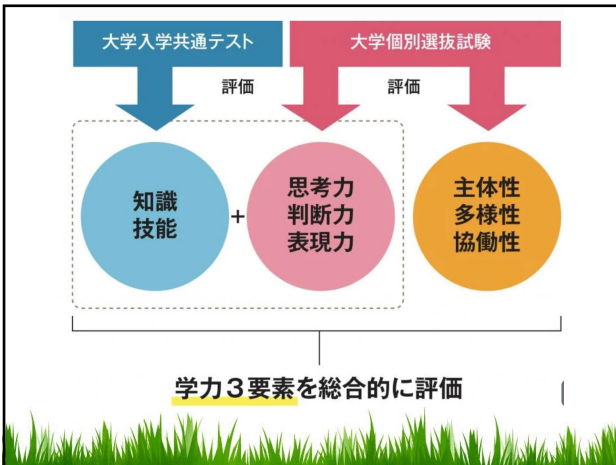 大学入学共通テスト
大学個別選抜試験
評価
評価
知識
技能
+
思考力
判断力
表現力
主体性
多様性
協働性
学力3要素を総合的に評価